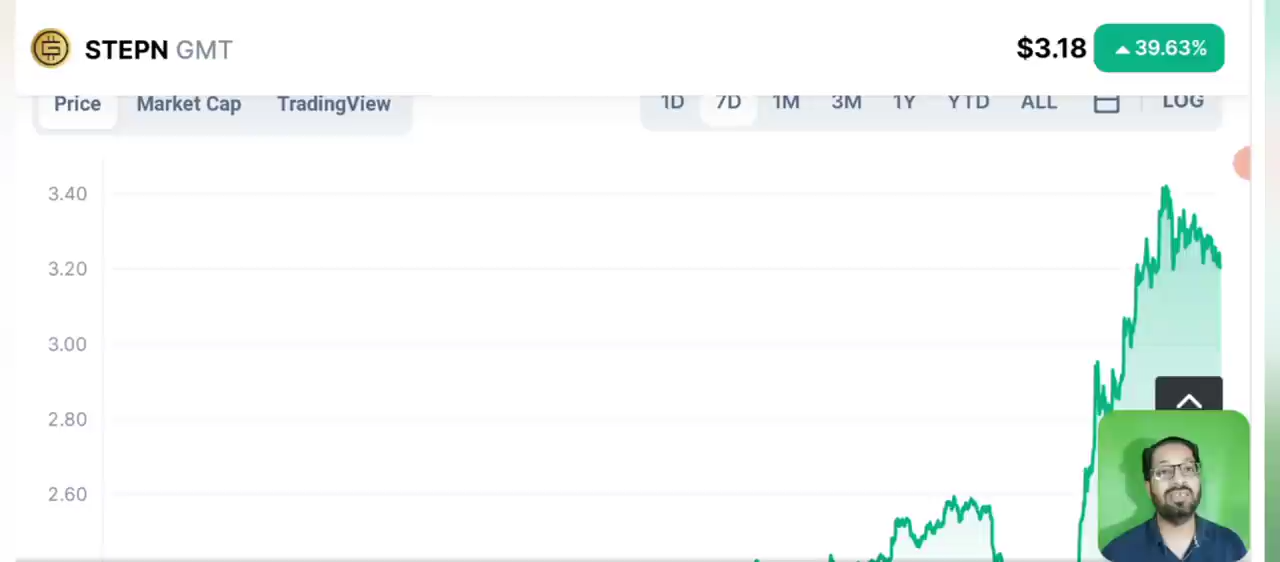 STEPN GMT $3.18 39.63%
Price Market Cap TradingView 1D 7D 1M 3M 1Y YTD ALL LOG
3.40
3.20
3.00
2.80
2.60